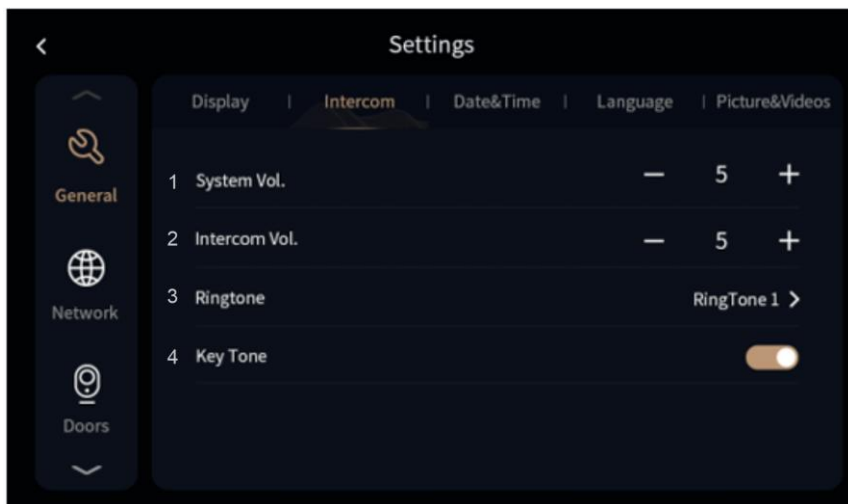 Settings
Display | Intercom | Date&Time | Language | Picture&Videos
General
Network
Doors
1 System Vol. — 5 +
2 Intercom Vol. — 5 +
3 Ringtone RingTone 1 >
4 Key Tone